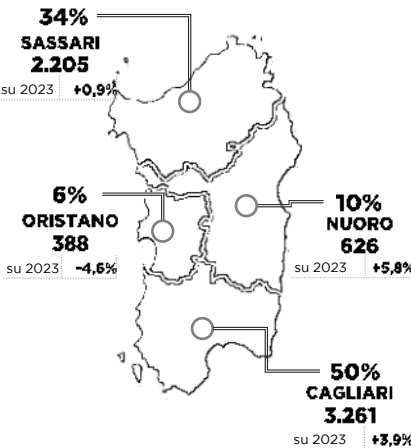 34%
SASSARI
2.205
su 2023 +0,9%
6%
ORISTANO
388
su 2023 -4,6%
10%
NUORO
626
su 2023 +5,8%
50%
CAGLIARI
3.261
su 2023 +3,9%